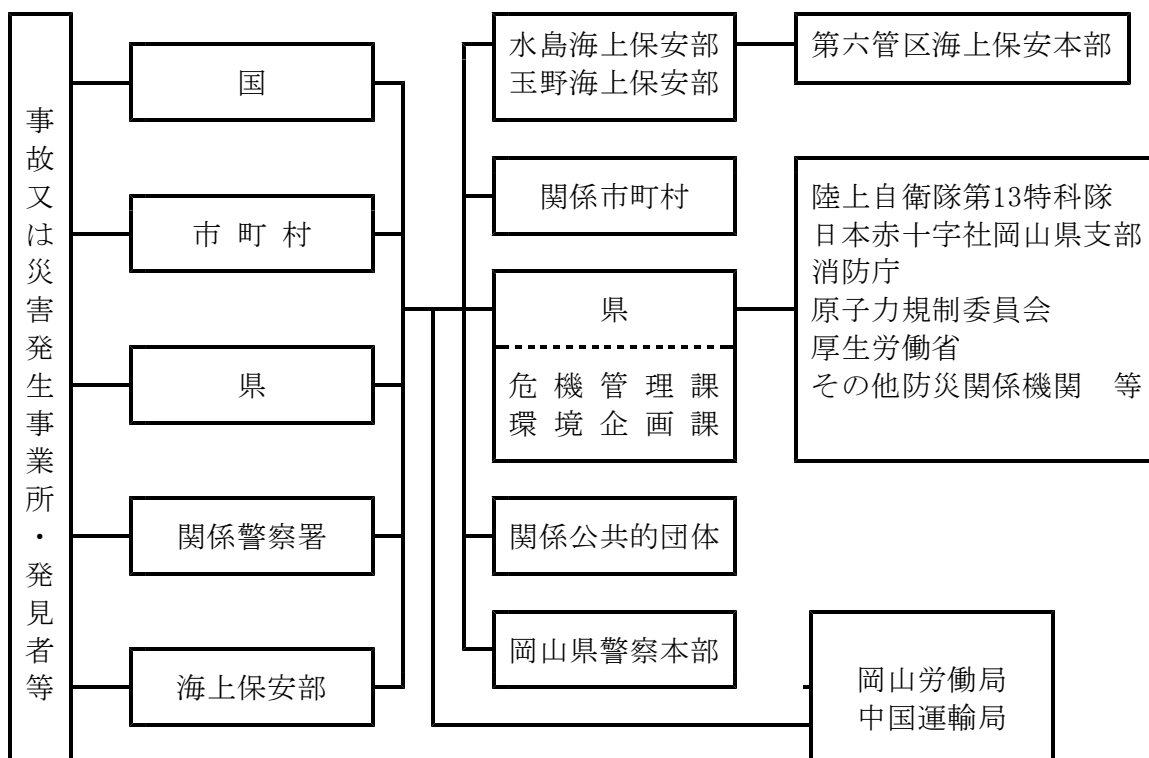 事故又は災害発生事業所・発見者等
国
市町村
県
関係警察署
海上保安部
水島海上保安部
玉野海上保安部
関係市町村
県
危機管理課
環境企画課
関係公共的団体
岡山県警察本部
第六管区海上保安本部
陸上自衛隊第13特科隊
日本赤十字社岡山県支部
消防庁
原子力規制委員会
厚生労働省
その他防災関係機関　等
岡山労働局
中国運輸局